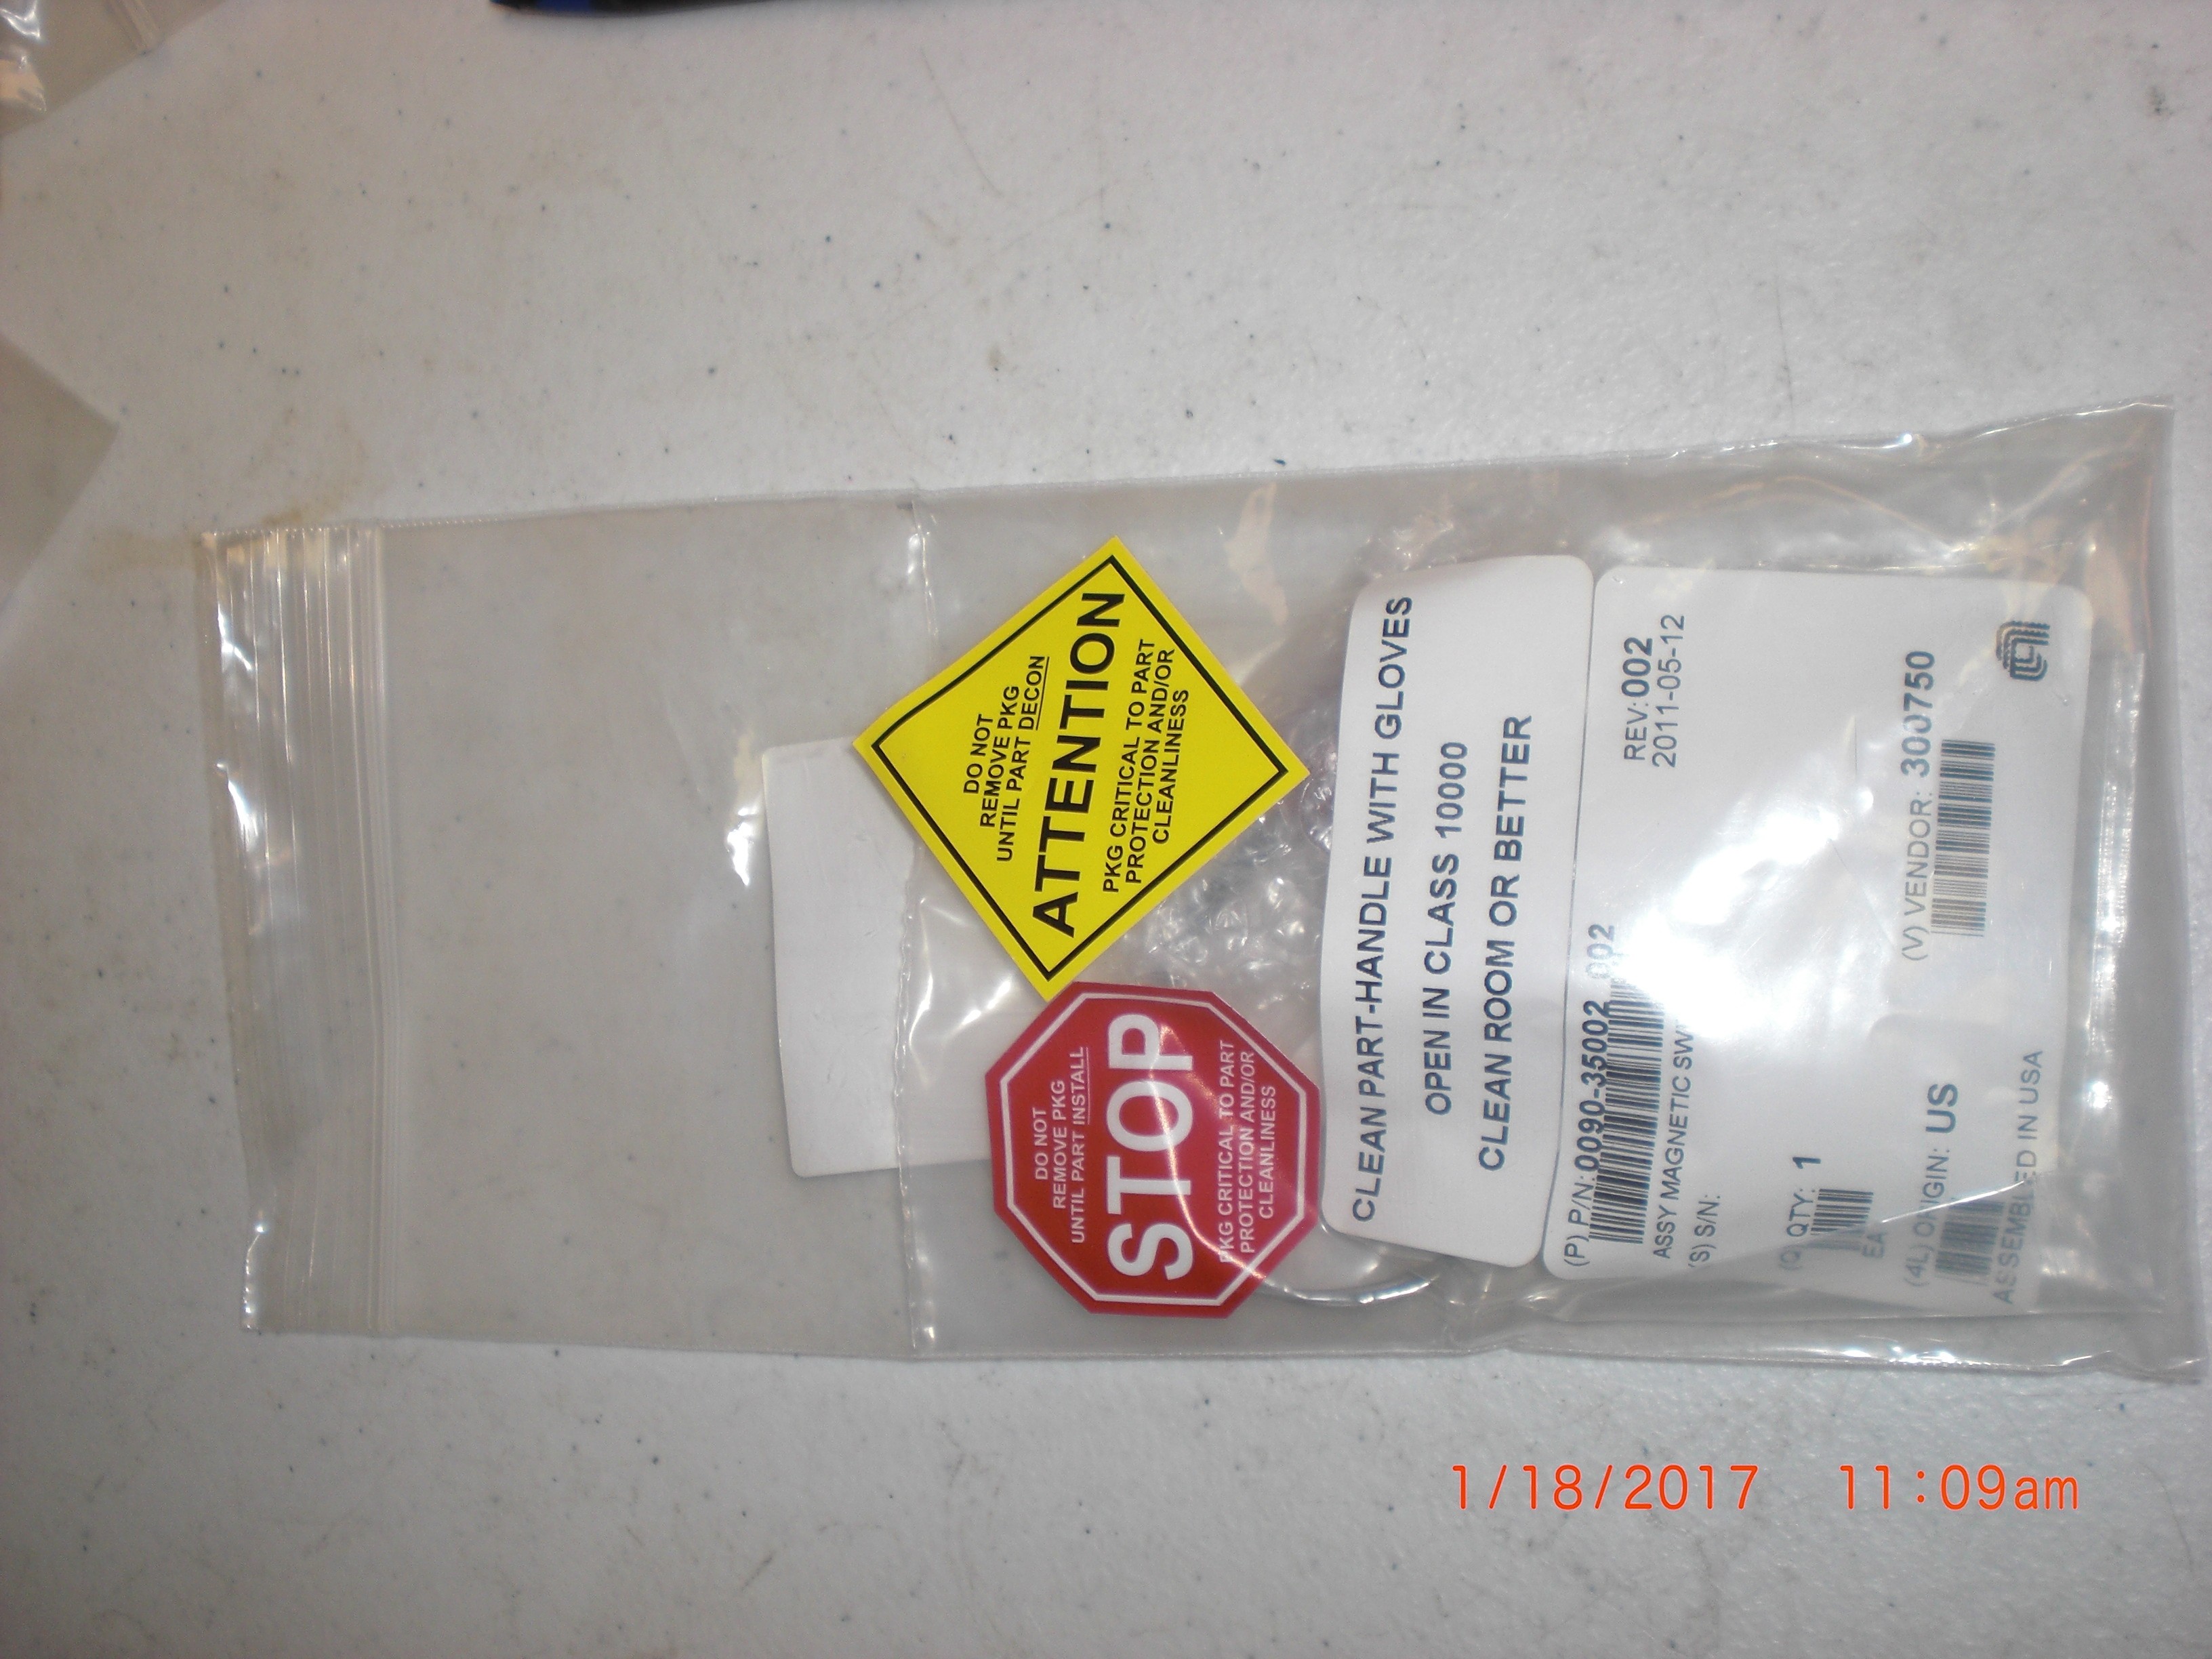 DO NOT
REMOVE PKG
UNTIL PART DECON
ATTENTION
PKG CRITICAL TO PART
PROTECTION AND/OR
CLEANLINESS
DO NOT
REMOVE PKG
UNTIL PART INSTALL
STOP
PKG CRITICAL TO PART
PROTECTION AND/OR
CLEANLINESS
CLEAN PART-HANDLE WITH GLOVES
OPEN IN CLASS 10000
CLEAN ROOM OR BETTER
(P) P/N: 0090-35002 002
REV: 002
2011-05-12
ASSY MAGNETIC
(S) S/N:
(Q) QTY: 1
EA
(V) VENDOR: 300750
(4L) ORIGIN: US
ASSEMBLED IN USA
1/18/2017 11:09am